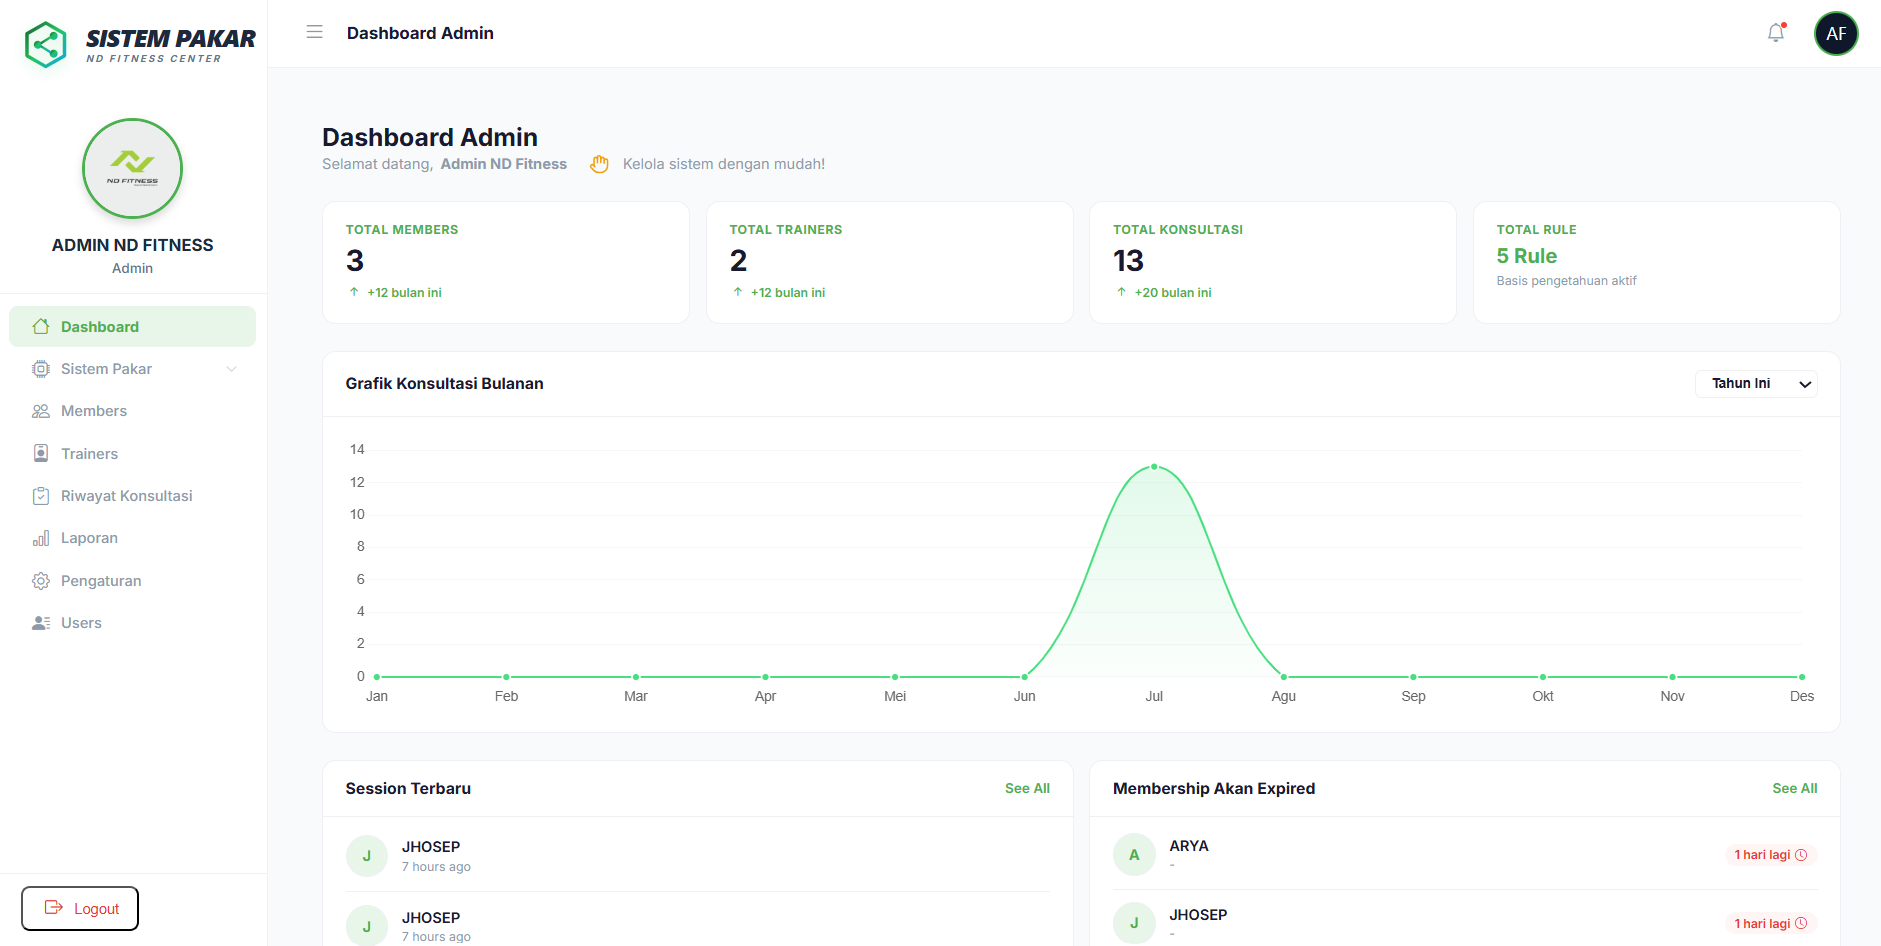 SISTEM PAKAR
ND FITNESS CENTER
Dashboard Admin
AF
ND FITNESS
ADMIN ND FITNESS
Admin
Dashboard
Sistem Pakar
Members
Trainers
Riwayat Konsultasi
Laporan
Pengaturan
Users
Logout
Dashboard Admin
Selamat datang, Admin ND Fitness Kelola sistem dengan mudah!
TOTAL MEMBERS
3
+12 bulan ini
TOTAL TRAINERS
2
+12 bulan ini
TOTAL KONSULTASI
13
+20 bulan ini
TOTAL RULE
5 Rule
Basis pengetahuan aktif
Grafik Konsultasi Bulanan
Tahun Ini
14
12
10
8
6
4
2
0
Jan Feb Mar Apr Mei Jun Jul Agu Sep Okt Nov Des
Session Terbaru
See All
J
JHOSEP
7 hours ago
J
JHOSEP
7 hours ago
Membership Akan Expired
See All
A
ARYA
-
1 hari lagi
J
JHOSEP
-
1 hari lagi